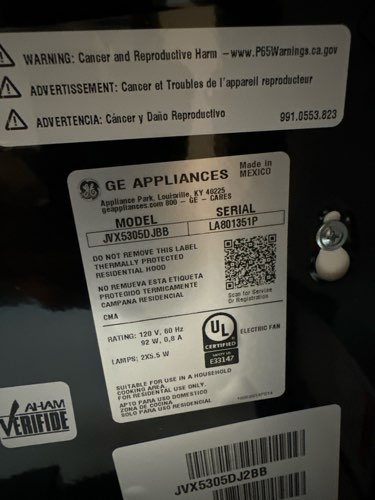 WARNING: Cancer and Reproductive Harm -www.P65Warnings.ca.gov
ADVERTISSEMENT: Cancer et Troubles de l'appareil reproducteur
ADVERTENCIA: Cáncer y Daño Reproductivo
991.0553.823
GE APPLIANCES
Made in
MEXICO
Appliance Park, Louisville, KY 40225
geappliances.com 800 - GE - CARES
MODEL
SERIAL
JVX5305DJBB
LA801351P
DO NOT REMOVE THIS LABEL
THERMALLY PROTECTED
RESIDENTIAL HOOD
NO REMUEVA ESTA ETIQUETA
PROTEGIDO TERMICAMENTE
CAMPANA RESIDENCIAL
Scan for Service
Or Registration
CMA
RATING: 120 V, 60 Hz
92 W, 0,8 A
LAMPS: 2X5.5 W
UL
CERTIFIED
E33147
ELECTRIC FAN
SUITABLE FOR USE IN A HOUSEHOLD
COOKING AREA.
FOR RESIDENTIAL USE ONLY.
APTO PARA USO DOMESTICO
ZONA DE COCINA
SOLO PARA USO RESIDENCIAL
AHAM
VERIFIDE
JVX5305DJ2BB